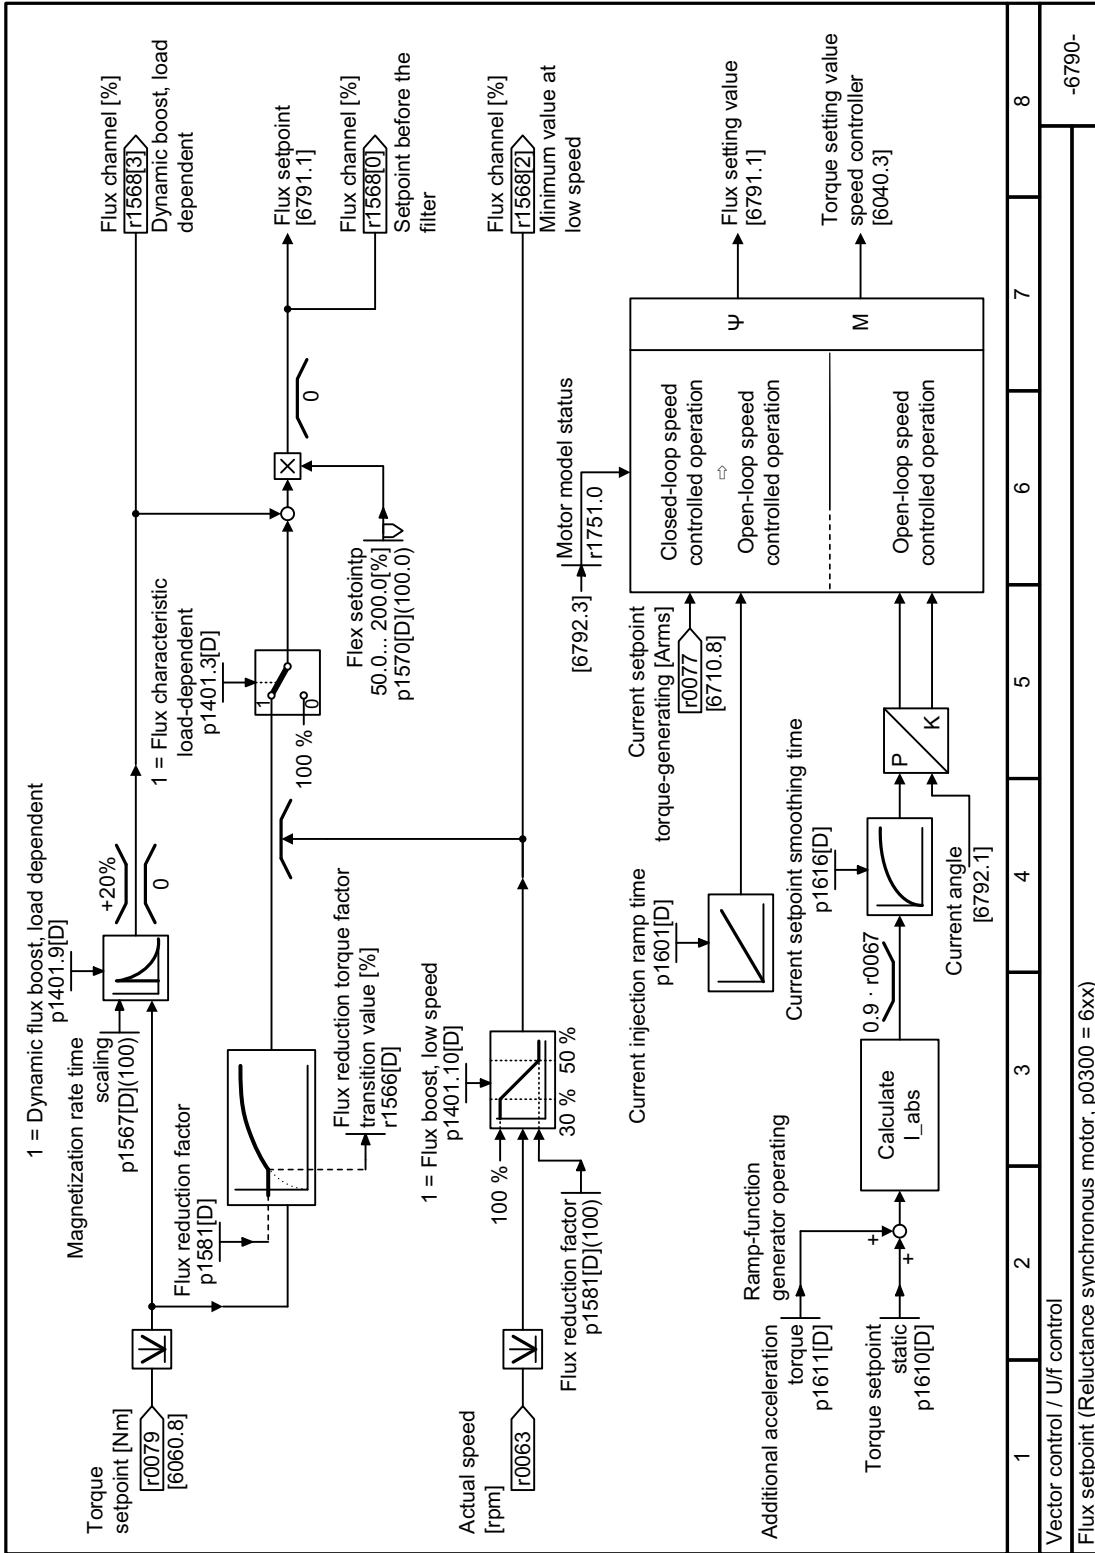 1 = Dynamic flux boost, load dependent
p1401.9[D]
Magnetization rate time
scaling
p1567[D](100)
+20%
0
Flux channel [%]
r1568[3]
Dynamic boost, load
dependent
Torque
setpoint [Nm]
r0079
[6060.8]
Flux reduction factor
p1581[D]
Flux reduction torque factor
transition value [%]
r1566[D]
1 = Flux characteristic
load-dependent
p1401.3[D]
1
0
100 %
Flex setointp
50.0... 200.0[%]
p1570[D](100.0)
X
0
Flux setpoint
[6791.1]
Flux channel [%]
r1568[0]
Setpoint before the
filter
Actual speed
[rpm]
r0063
1 = Flux boost, low speed
p1401.10[D]
100 %
30 %
50 %
Flux reduction factor
p1581[D](100)
Flux channel [%]
r1568[2]
Minimum value at
low speed
[6792.3]
Motor model status
r1751.0
Current setpoint
torque-generating [Arms]
r0077
[6710.8]
Current injection ramp time
p1601[D]
Closed-loop speed
controlled operation
⇨
Open-loop speed
controlled operation
Ψ
Flux setting value
[6791.1]
Open-loop speed
controlled operation
M
Torque setting value
speed controller
[6040.3]
Additional acceleration
torque
p1611[D]
Ramp-function
generator operating
+
+
Torque setpoint
static
p1610[D]
Calculate
I_abs
0.9 · r0067
Current setpoint smoothing time
p1616[D]
P
K
Current angle
[6792.1]
1 2 3 4 5 6 7 8
Vector control / U/f control
-6790-
Flux setpoint (Reluctance synchronous motor, p0300 = 6xx)